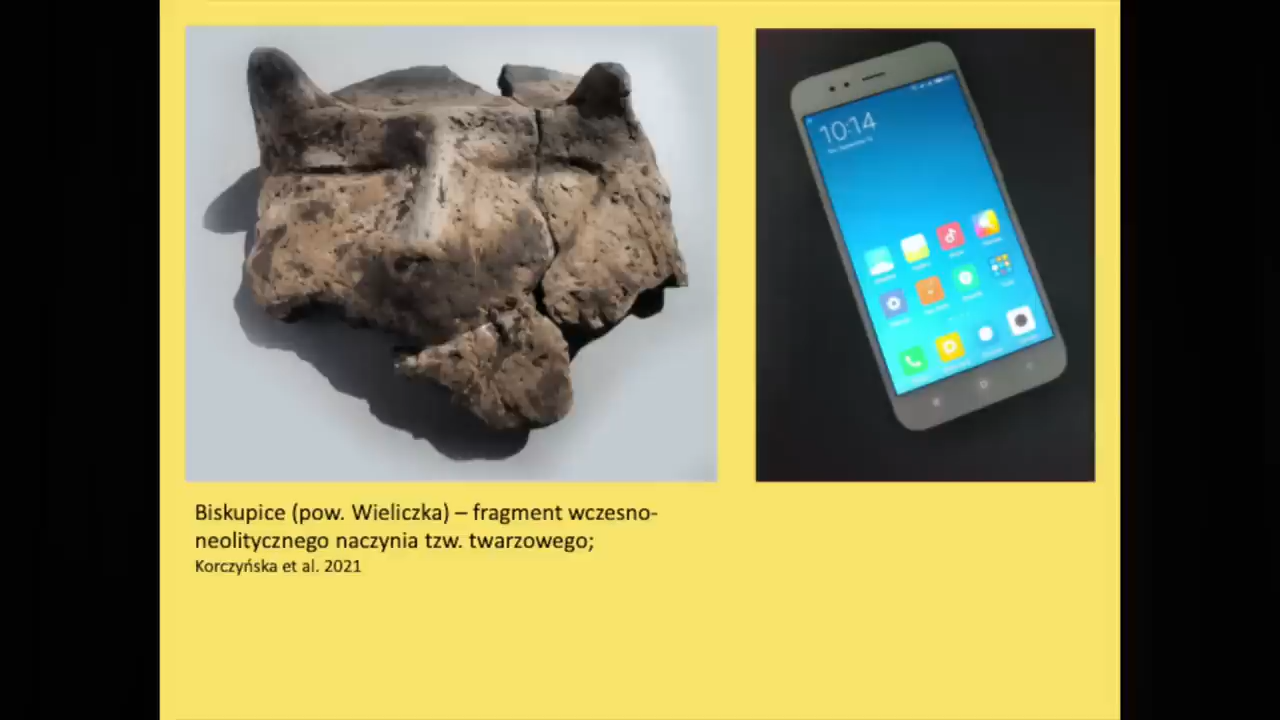 10:14
Biskupice (pow. Wieliczka) – fragment wczesno-
neolitycznego naczynia tzw. twarzowego;
Korczyńska et al. 2021